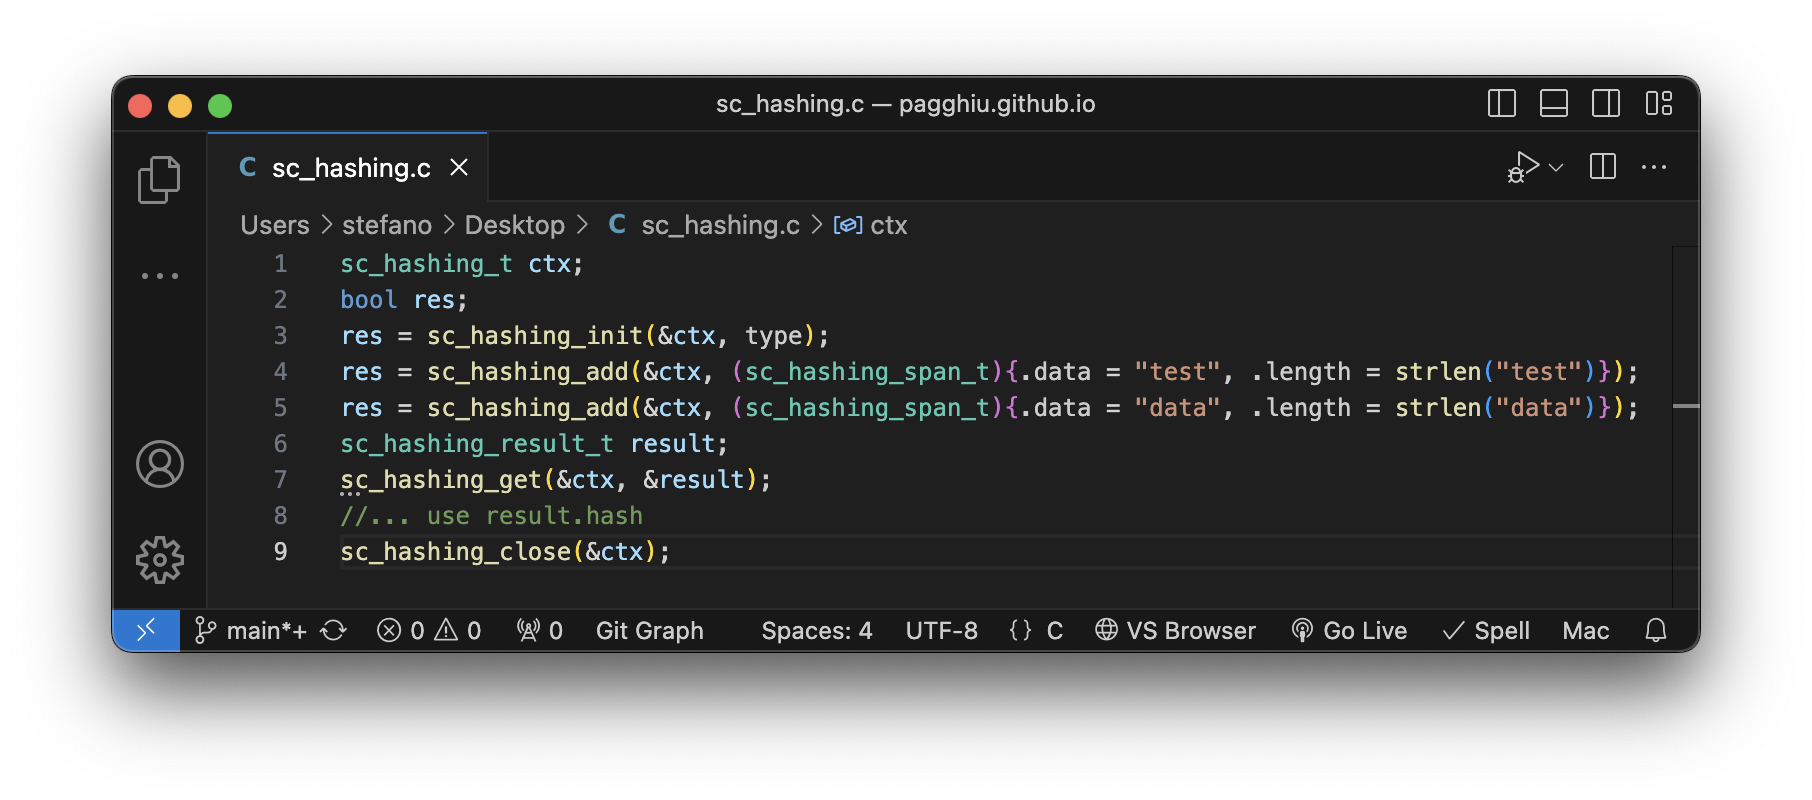 sc_hashing.c — pagghiu.github.io
C sc_hashing.c
Users > stefano > Desktop > C sc_hashing.c > ctx
1 sc_hashing_t ctx;
2 bool res;
3 res = sc_hashing_init(&ctx, type);
4 res = sc_hashing_add(&ctx, (sc_hashing_span_t){.data = "test", .length = strlen("test")});
5 res = sc_hashing_add(&ctx, (sc_hashing_span_t){.data = "data", .length = strlen("data")});
6 sc_hashing_result_t result;
7 sc_hashing_get(&ctx, &result);
8 //... use result.hash
9 sc_hashing_close(&ctx);
main*+ 0 0 0 Git Graph Spaces: 4 UTF-8 {} C VS Browser Go Live Spell Mac